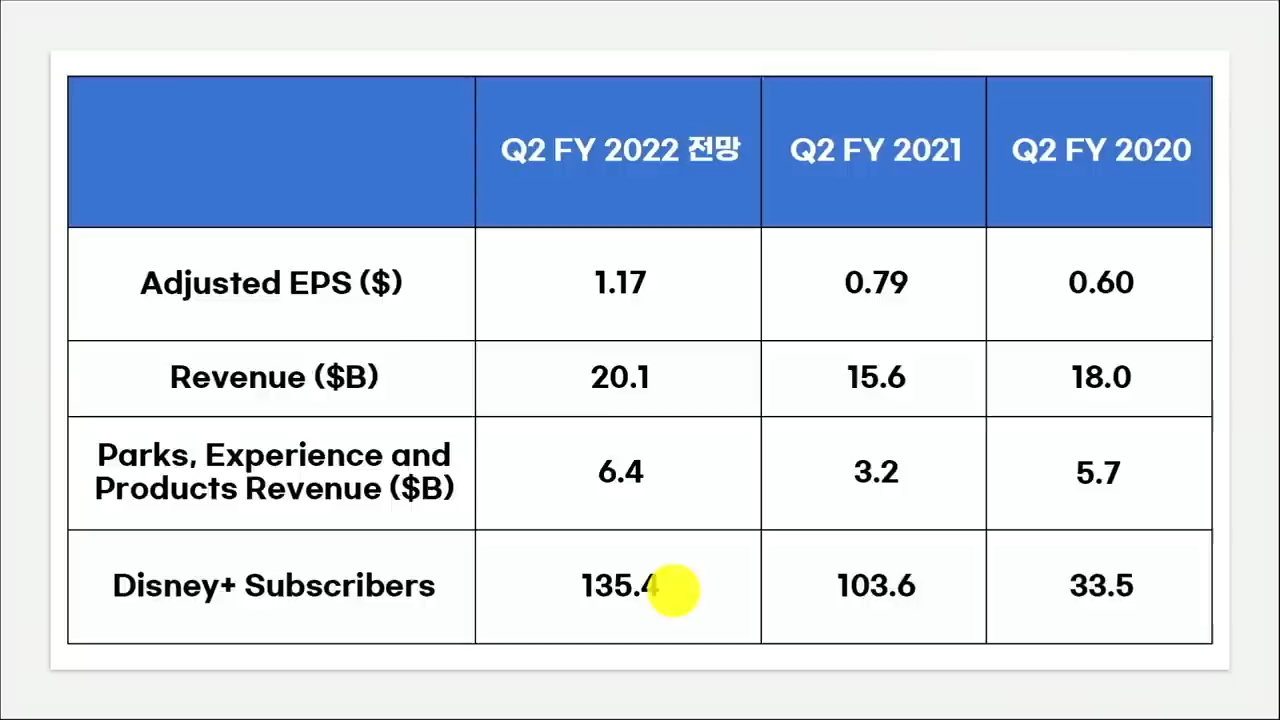 Q2 FY 2022 전망 Q2 FY 2021 Q2 FY 2020
Adjusted EPS ($) 1.17 0.79 0.60
Revenue ($B) 20.1 15.6 18.0
Parks, Experience and
Products Revenue ($B) 6.4 3.2 5.7
Disney+ Subscribers 135.4 103.6 33.5